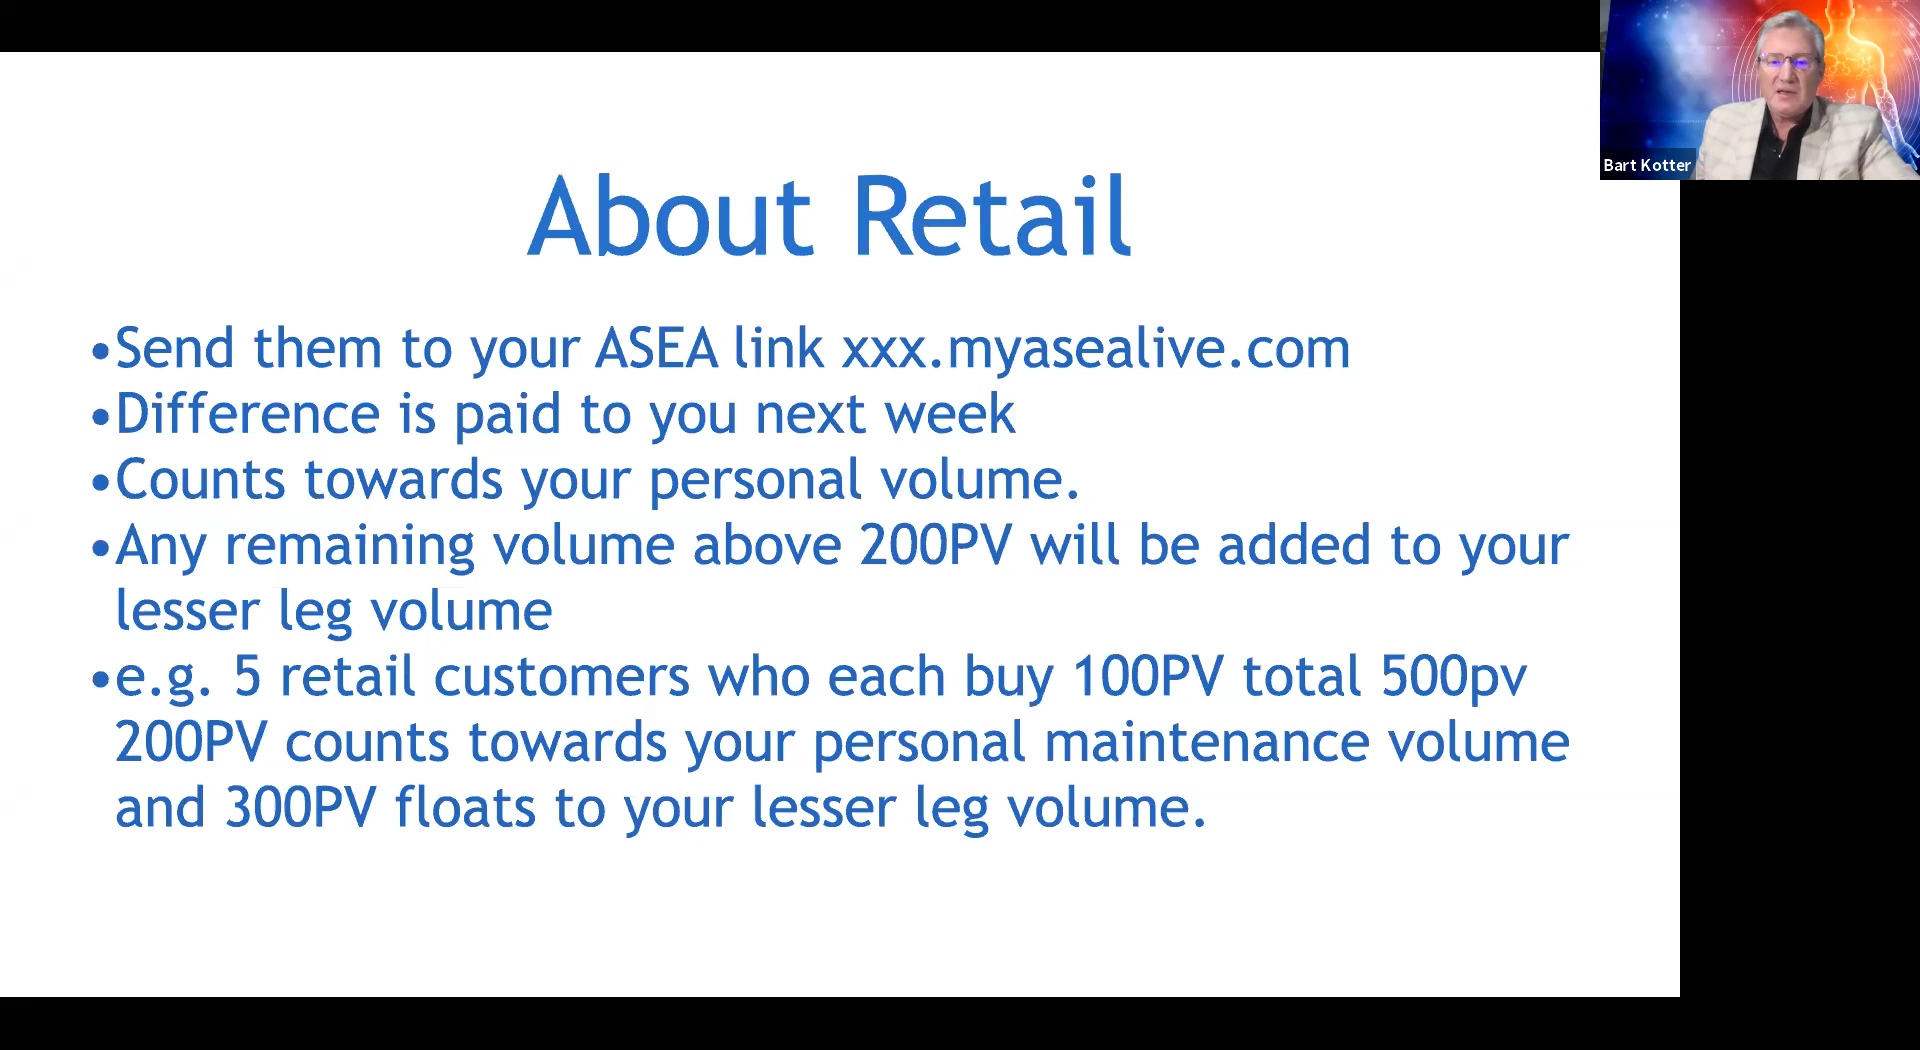 Bart Kotter
About Retail
•Send them to your ASEA link xxx.myasealive.com
•Difference is paid to you next week
•Counts towards your personal volume.
•Any remaining volume above 200PV will be added to your
lesser leg volume
•e.g. 5 retail customers who each buy 100PV total 500pv
200PV counts towards your personal maintenance volume
and 300PV floats to your lesser leg volume.